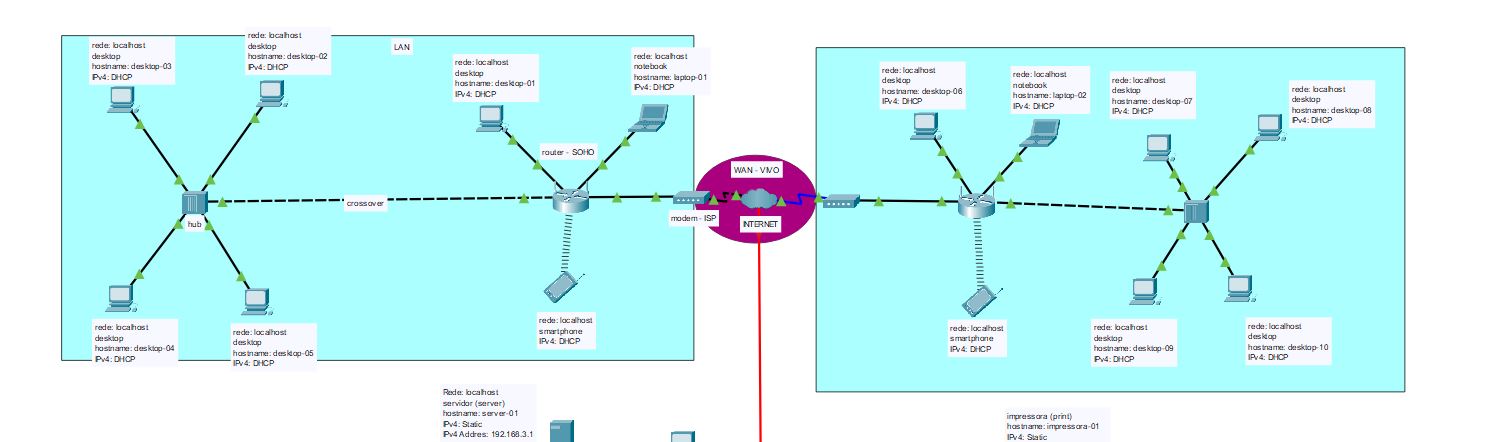 rede: localhost
desktop
hostname: desktop-03
IPv4: DHCP
rede: localhost
desktop
hostname: desktop-02
IPv4: DHCP
LAN
rede: localhost
desktop
hostname: desktop-01
IPv4: DHCP
rede: localhost
notebook
hostname: laptop-01
IPv4: DHCP
router - SOHO
crossover
hub
modem - ISP
WAN - VIVO
INTERNET
rede: localhost
desktop
hostname: desktop-04
IPv4: DHCP
rede: localhost
desktop
hostname: desktop-05
IPv4: DHCP
rede: localhost
smartphone
IPv4: DHCP
rede: localhost
desktop
hostname: desktop-06
IPv4: DHCP
rede: localhost
notebook
hostname: laptop-02
IPv4: DHCP
rede: localhost
desktop
hostname: desktop-07
IPv4: DHCP
rede: localhost
desktop
hostname: desktop-08
IPv4: DHCP
rede: localhost
smartphone
IPv4: DHCP
rede: localhost
desktop
hostname: desktop-09
IPv4: DHCP
rede: localhost
desktop
hostname: desktop-10
IPv4: DHCP
Rede: localhost
servidor (server)
hostname: server-01
IPv4: Static
IPv4 Addres: 192.168.3.1
impressora (print)
hostname: impressora-01
IPv4: Static